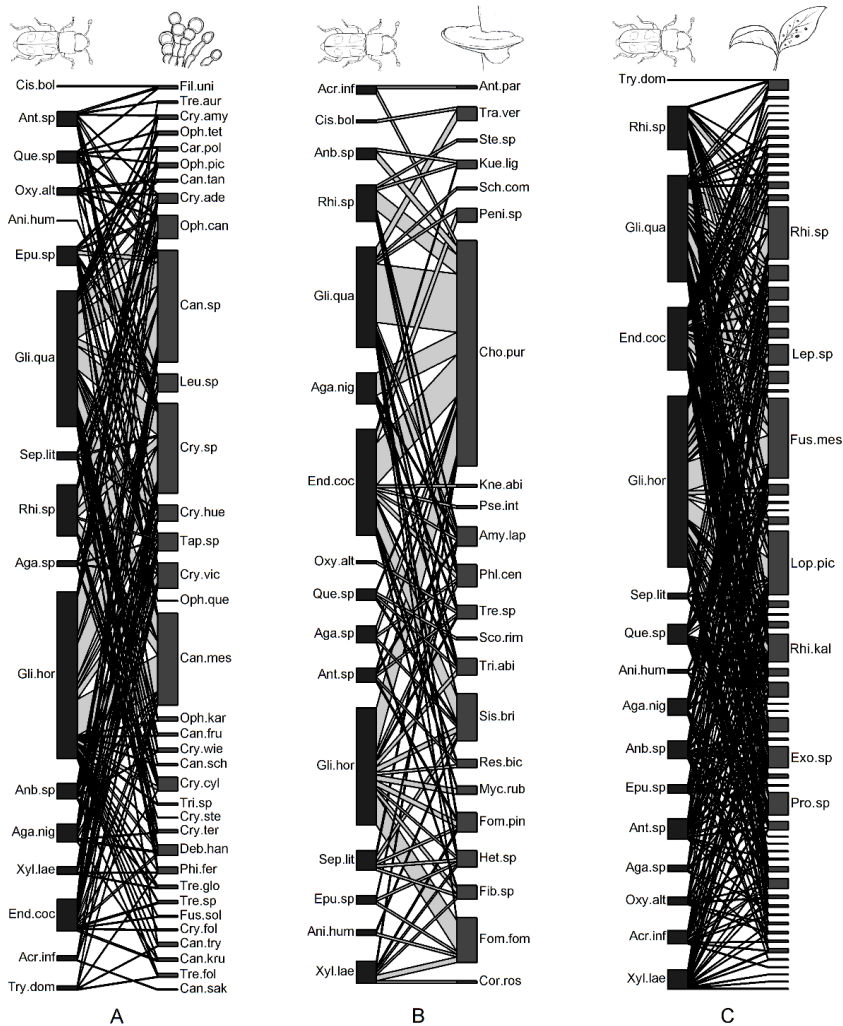 Cis.bol
Ant.sp
Que.sp
Oxy.alt
Ani.hum
Epu.sp
Gli.qua
Sep.lit
Rhi.sp
Aga.sp
Gli.hor
Anb.sp
Aga.nig
Xyl.lae
End.coc
Acr.inf
Try.dom
Fil.uni
Tre.aur
Cry.amy
Oph.tet
Car.pol
Oph.pic
Can.tan
Cry.ade
Oph.can
Can.sp
Leu.sp
Cry.sp
Cry.hue
Tap.sp
Cry.vic
Oph.que
Can.mes
Oph.kar
Can.fru
Cry.wie
Can.sch
Cry.cyl
Tri.sp
Cry.ste
Cry.ter
Deb.han
Phi.fer
Tre.glo
Tre.sp
Fus.sol
Cry.fol
Can.try
Can.kru
Tre.fol
Can.sak
A
Acr.inf
Cis.bol
Anb.sp
Rhi.sp
Gli.qua
Aga.nig
End.coc
Oxy.alt
Que.sp
Aga.sp
Ant.sp
Gli.hor
Sep.lit
Epu.sp
Ani.hum
Xyl.lae
Ant.par
Tra.ver
Ste.sp
Kue.lig
Sch.com
Peni.sp
Cho.pur
Kne.abi
Pse.int
Amy.lap
Phl.cen
Tre.sp
Sco.rim
Tri.abi
Sis.bri
Res.bic
Myc.rub
Fom.pin
Het.sp
Fib.sp
Fom.fom
Cor.ros
B
Try.dom
Rhi.sp
Gli.qua
End.coc
Gli.hor
Sep.lit
Que.sp
Ani.hum
Aga.nig
Anb.sp
Epu.sp
Ant.sp
Aga.sp
Oxy.alt
Acr.inf
Xyl.lae
Rhi.sp
Lep.sp
Fus.mes
Lop.pic
Rhi.kal
Exo.sp
Pro.sp
C